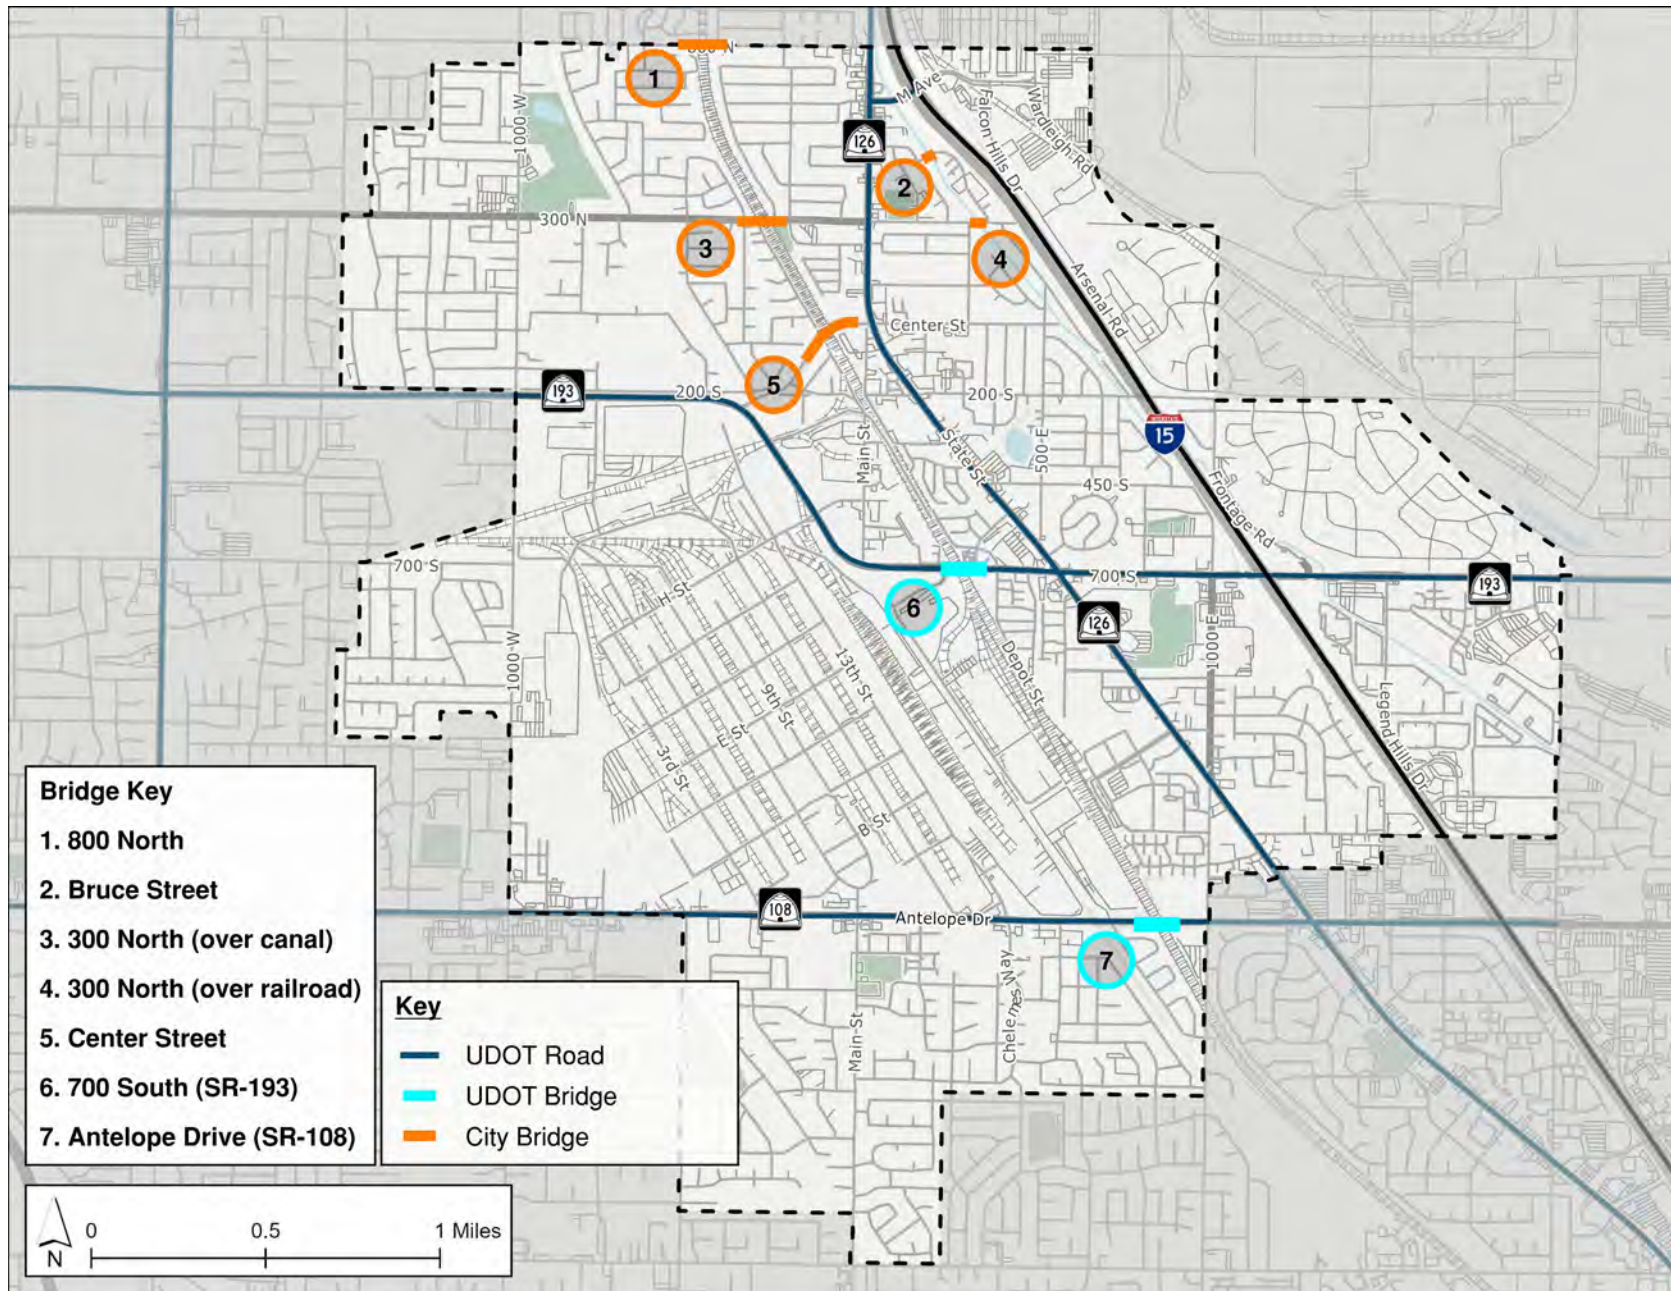 800 N
1
M Ave
Falcon Hills Dr
Wardleigh Rd
1000 W
126
2
300 N
3
4
Arsenal Rd
Center St
5
193
200 S
200 S
INTERSTATE
15
Main St
State St
500 E
450 S
Frontage Rd
700 S
700 S
193
H St
6
126
1000 W
13th St
Depot St
1000 E
9th St
E St
3rd St
Legend Hills Dr
B St
108
Antelope Dr
7
Main St
Chelemes Way
Bridge Key
1. 800 North
2. Bruce Street
3. 300 North (over canal)
4. 300 North (over railroad)
5. Center Street
6. 700 South (SR-193)
7. Antelope Drive (SR-108)
Key
UDOT Road
UDOT Bridge
City Bridge
N
0 0.5 1 Miles